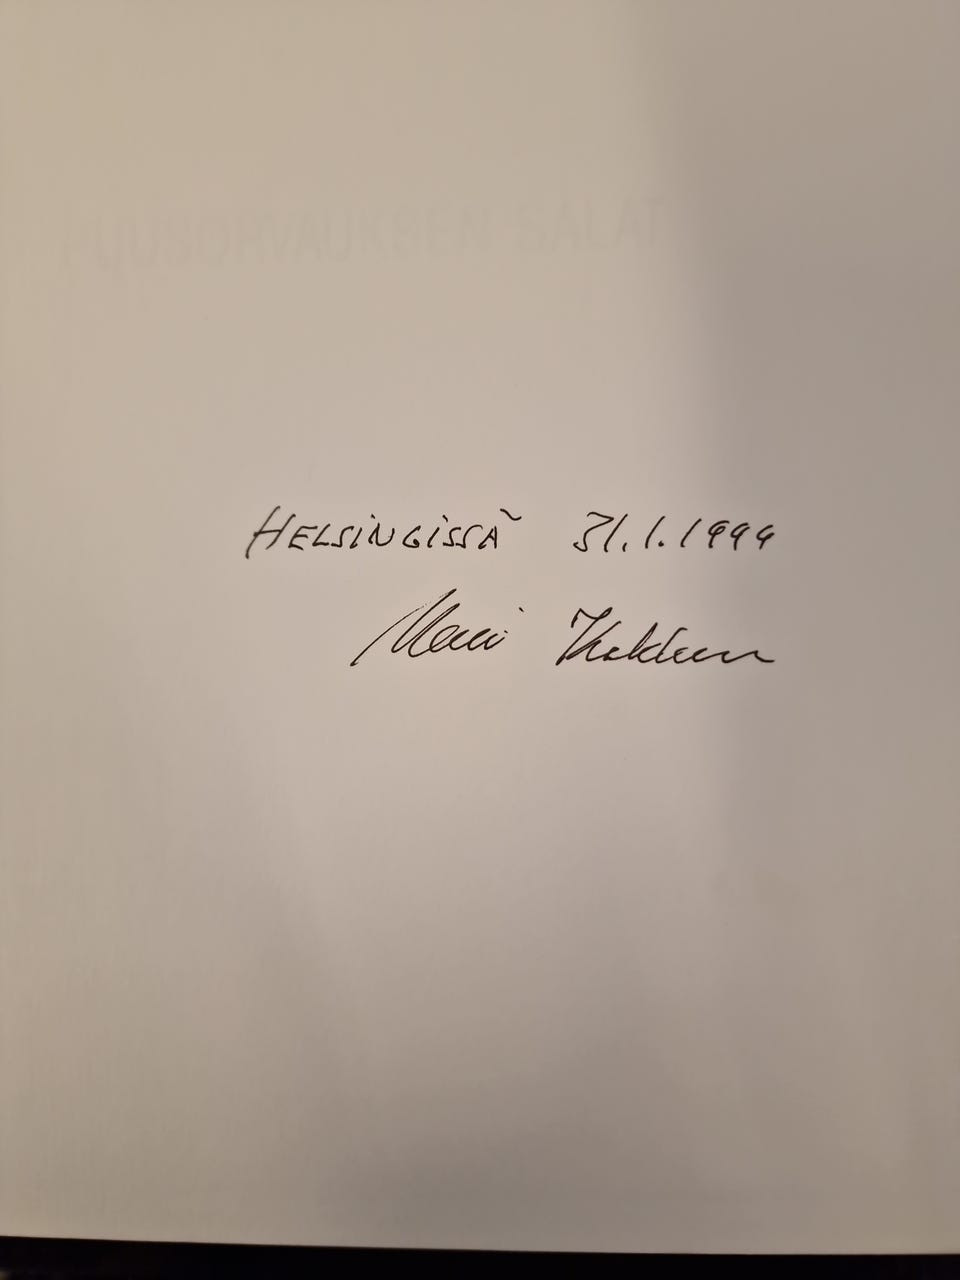 PUUSORVAUKSEN SALAT
HELSINGISSÄ 31.1.1999